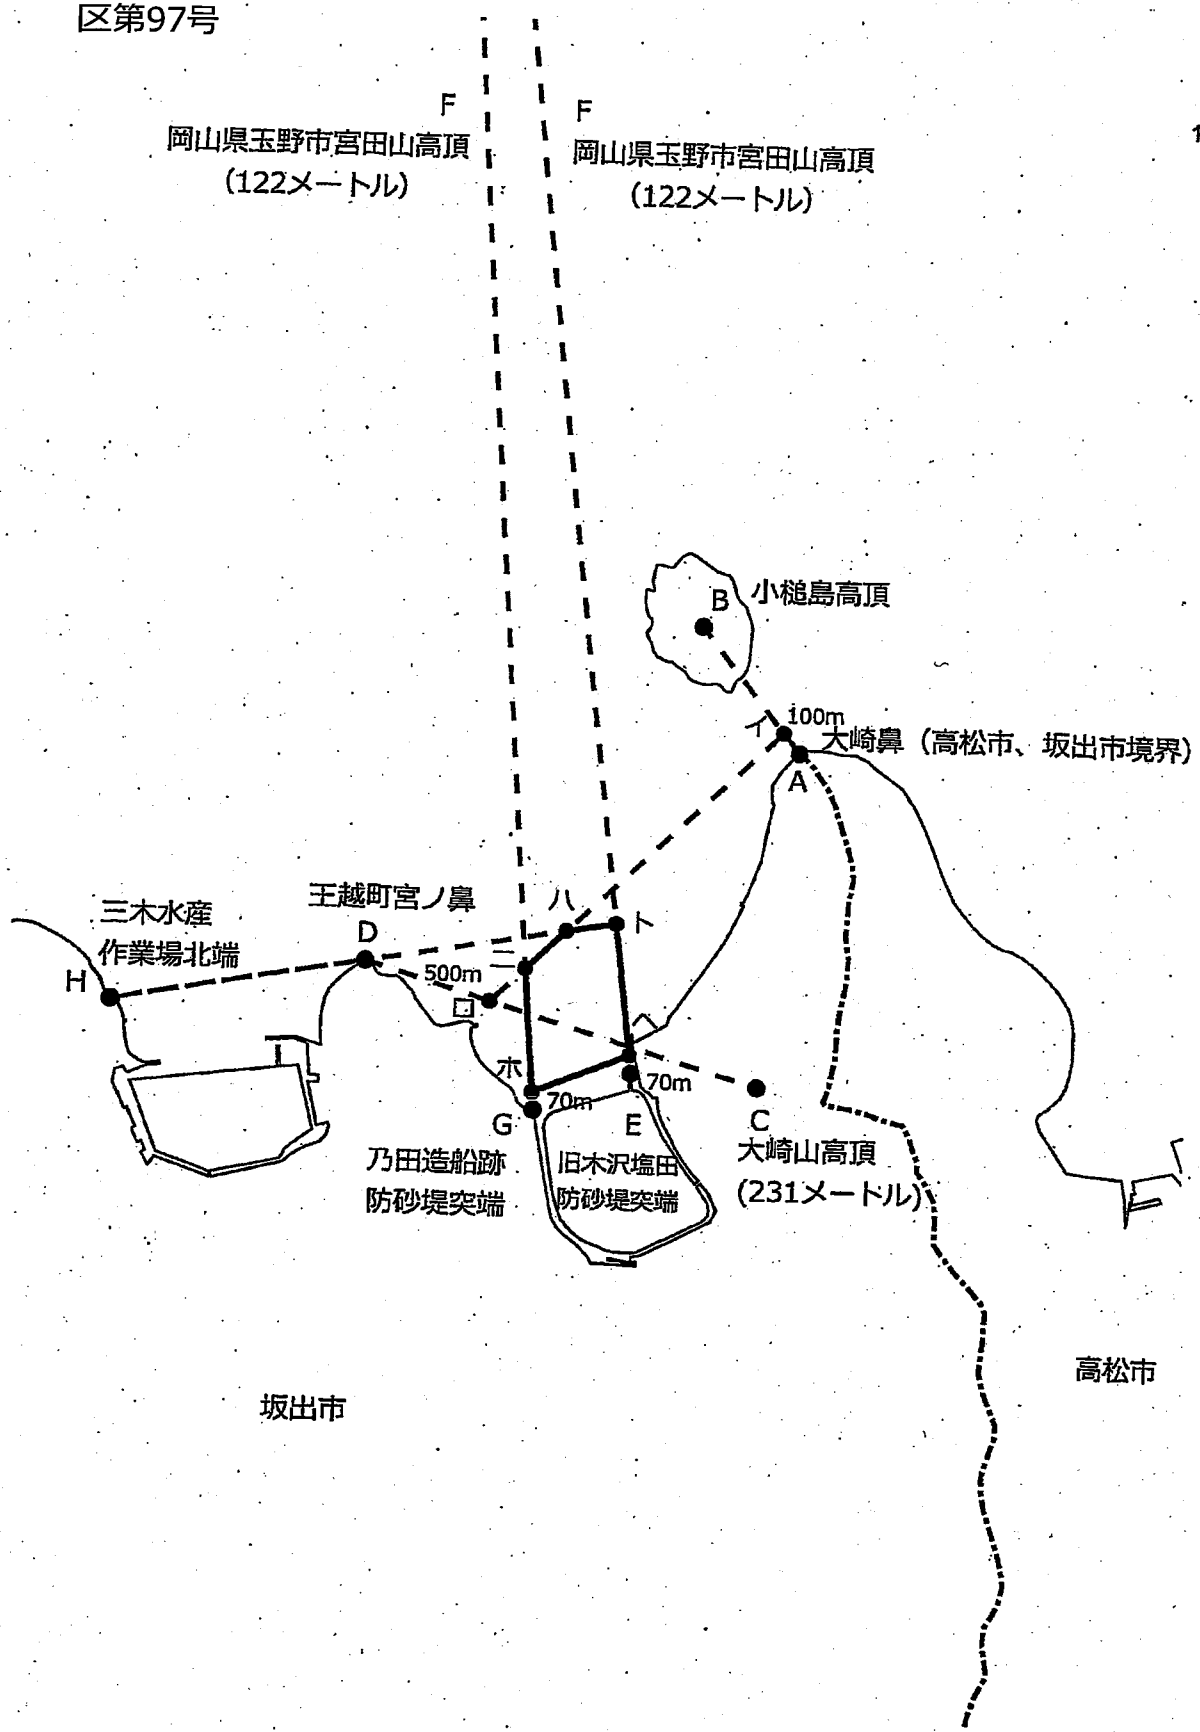 区第97号
F
岡山県玉野市宮田山高頂
(122メートル)
F
岡山県玉野市宮田山高頂
(122メートル)
1
B
小槌島高頂
イ
100m
大崎鼻（高松市、坂出市境界）
A
王越町宮ノ鼻
D
ハ
ト
三木水産
作業場北端
H
500m
ニ
ロ
ヘ
ホ
70m
G
70m
E
C
乃田造船跡
防砂堤突端
旧木沢塩田
防砂堤突端
大崎山高頂
(231メートル)
高松市
坂出市